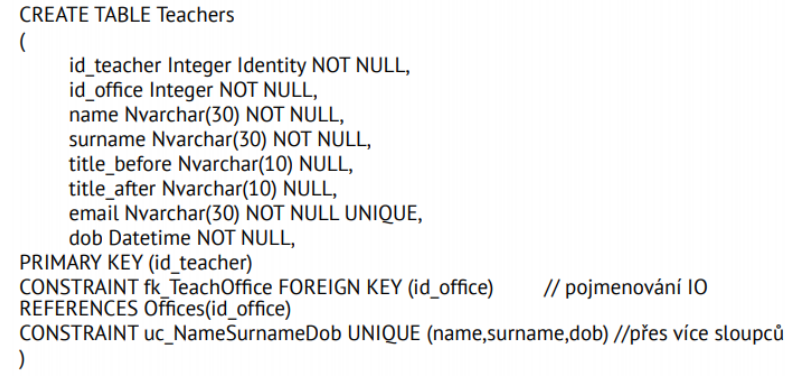 CREATE TABLE Teachers
(
id_teacher Integer Identity NOT NULL,
id_office Integer NOT NULL,
name Nvarchar(30) NOT NULL,
surname Nvarchar(30) NOT NULL,
title_before Nvarchar(10) NULL,
title_after Nvarchar(10) NULL,
email Nvarchar(30) NOT NULL UNIQUE,
dob Datetime NOT NULL,
PRIMARY KEY (id_teacher)
CONSTRAINT fk_TeachOffice FOREIGN KEY (id_office) // pojmenování IO
REFERENCES Offices(id_office)
CONSTRAINT uc_NameSurnameDob UNIQUE (name,surname,dob) //přes více sloupců
)